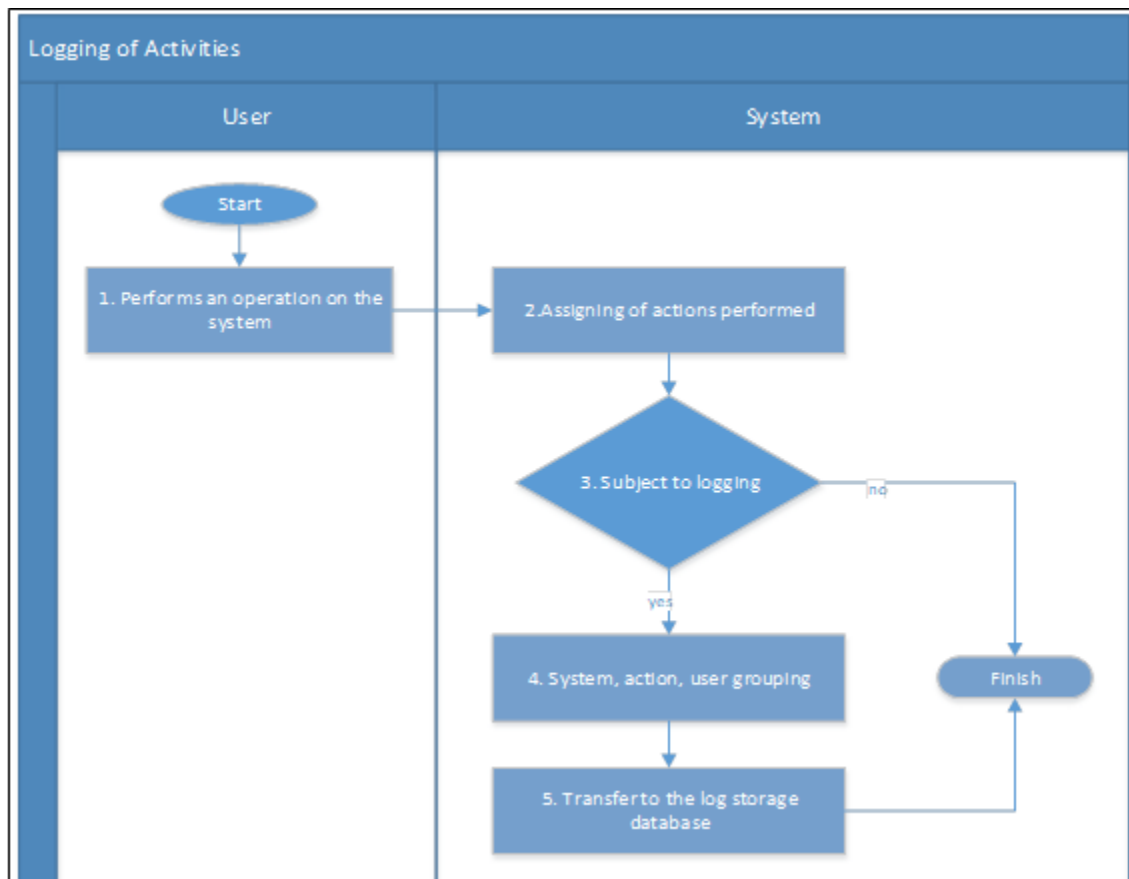 Logging of Activities
User
System
Start
1. Performs an operation on the
system
2.Assigning of actions performed
3. Subject to logging
no
yes
4. System, action, user grouping
Finish
5. Transfer to the log storage
database